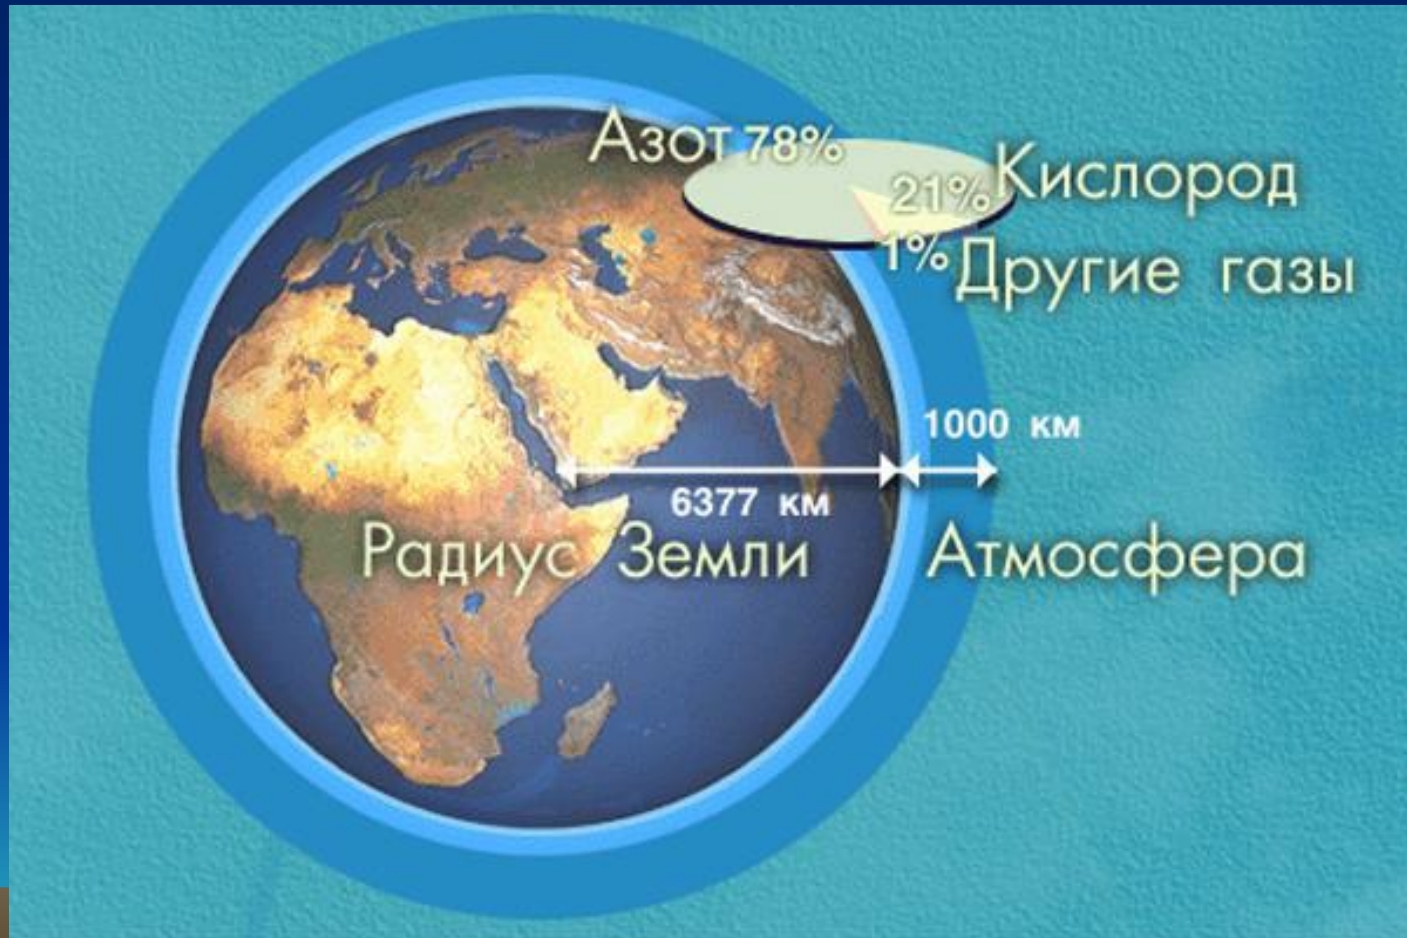 Азот 78%
21% Кислород
1% Другие газы
1000 км
6377 км
Радиус Земли
Атмосфера